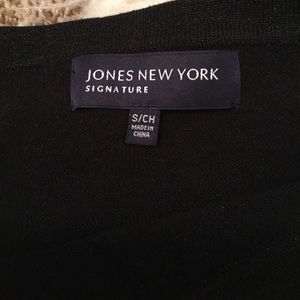 JONES NEW YORK
SIGNATURE
S/CH
MADE IN
CHINA